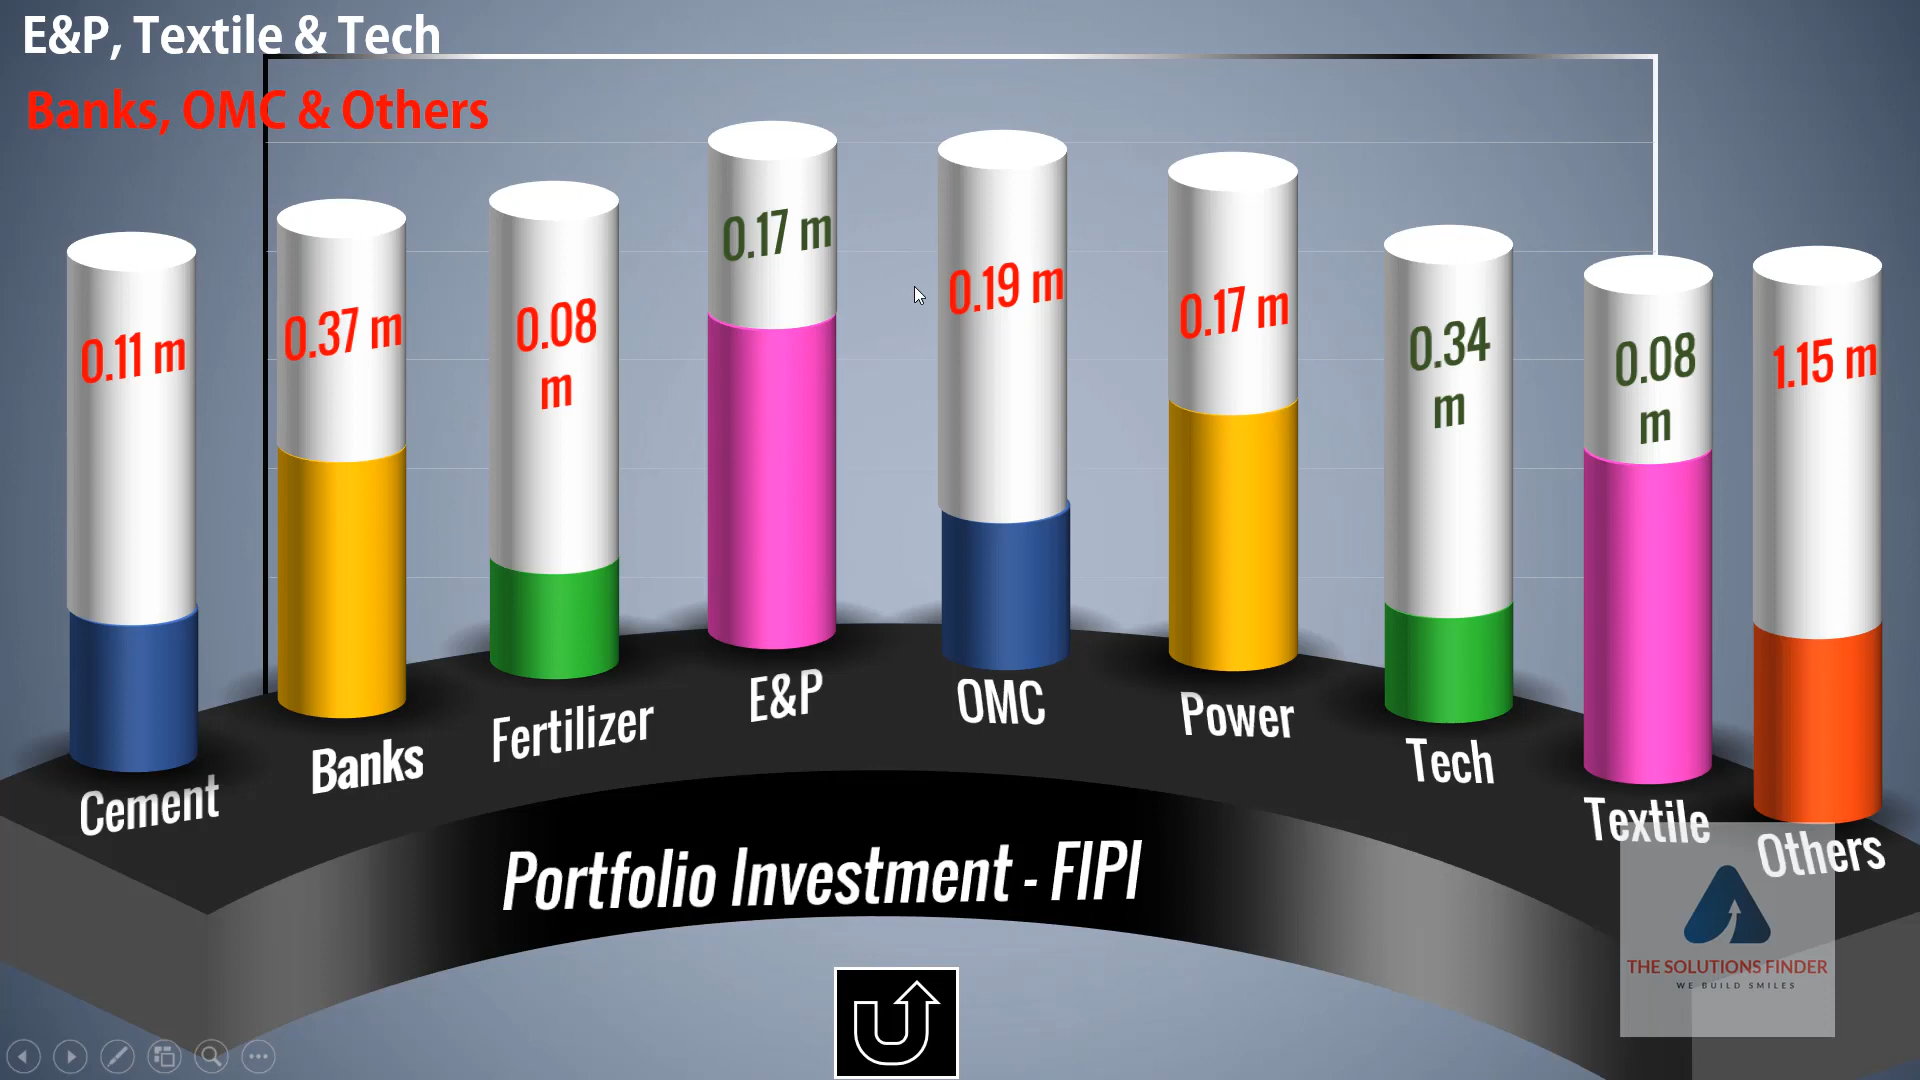 E&P, Textile & Tech
Banks, OMC & Others
0.11 m
0.37 m
0.08
m
0.17 m
0.19 m
0.17 m
0.34
m
0.08
m
1.15 m
Cement
Banks
Fertilizer
E&P
OMC
Power
Tech
Textile
Others
Portfolio Investment - FIPI
THE SOLUTIONS FINDER
WE BUILD SMILES